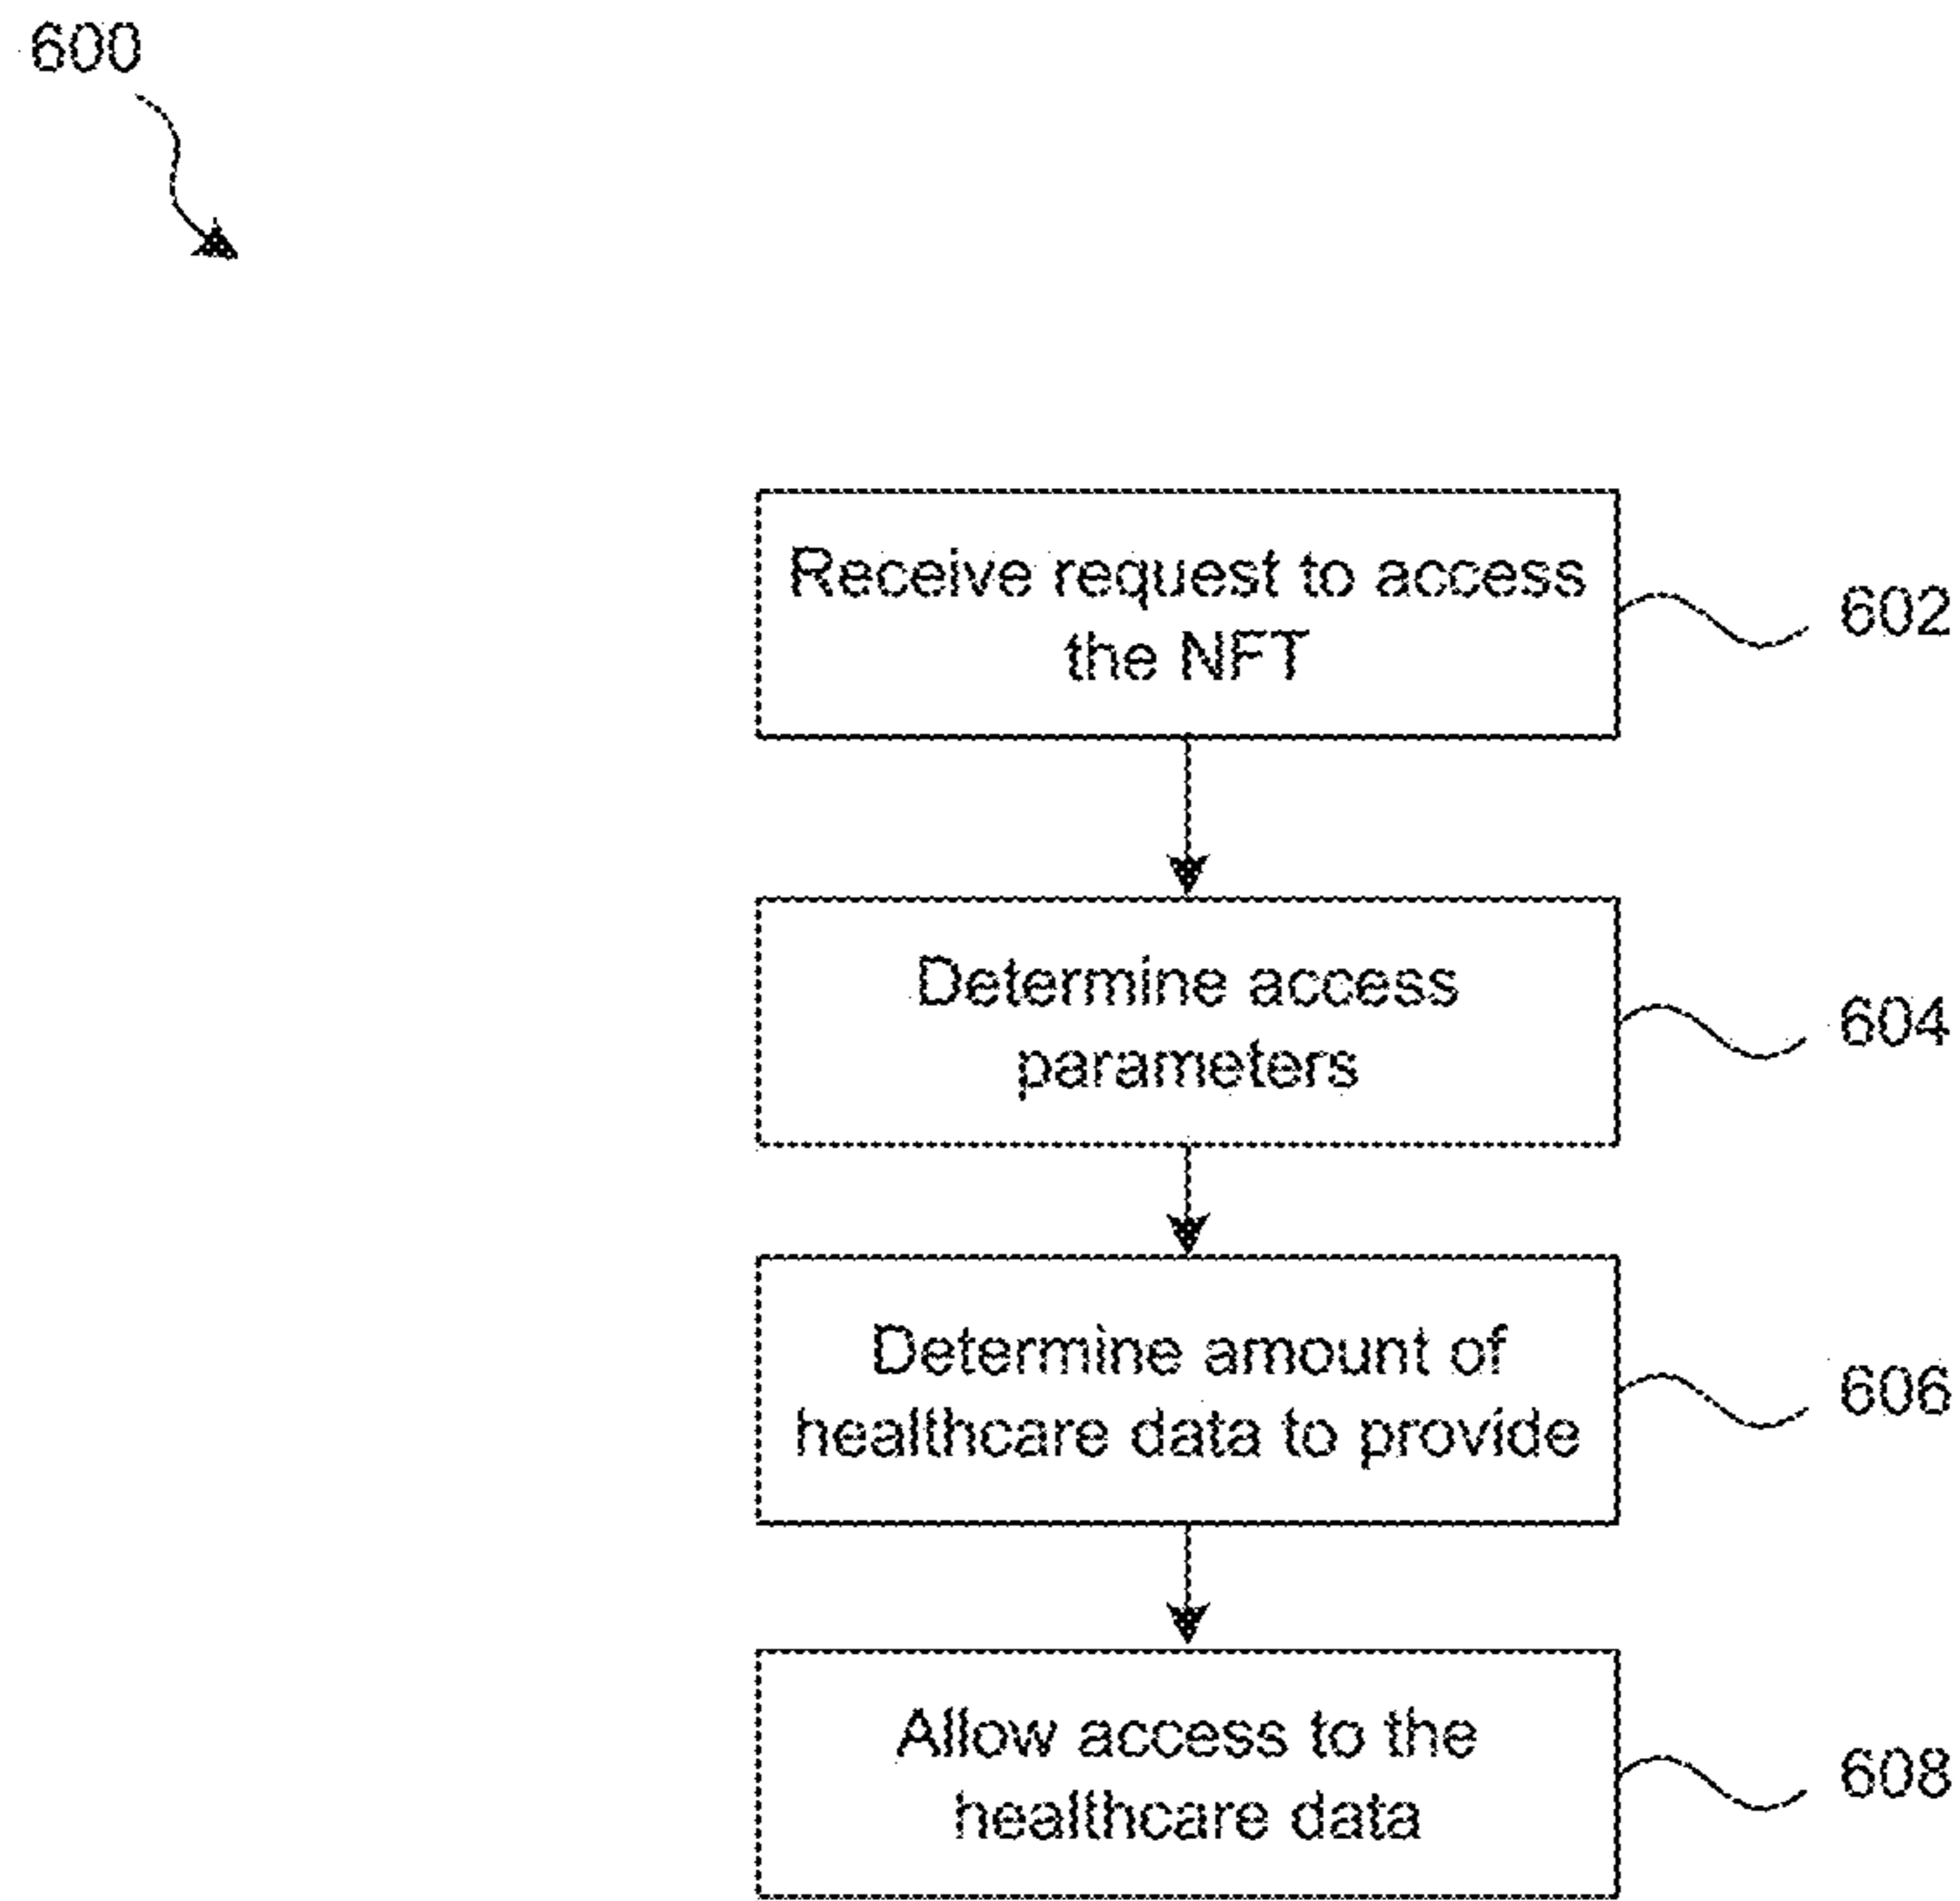 600
Receive request to access
the NFT
602
Determine access
parameters
604
Determine amount of
healthcare data to provide
606
Allow access to the
healthcare data
608